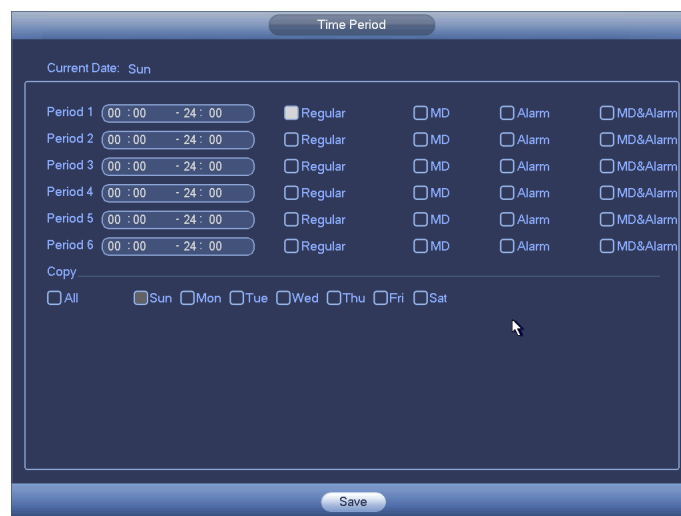 Time Period
Current Date: Sun
Period 1 00 : 00 - 24 : 00 Regular MD Alarm MD&Alarm
Period 2 00 : 00 - 24 : 00 Regular MD Alarm MD&Alarm
Period 3 00 : 00 - 24 : 00 Regular MD Alarm MD&Alarm
Period 4 00 : 00 - 24 : 00 Regular MD Alarm MD&Alarm
Period 5 00 : 00 - 24 : 00 Regular MD Alarm MD&Alarm
Period 6 00 : 00 - 24 : 00 Regular MD Alarm MD&Alarm
Copy
All Sun Mon Tue Wed Thu Fri Sat
Save